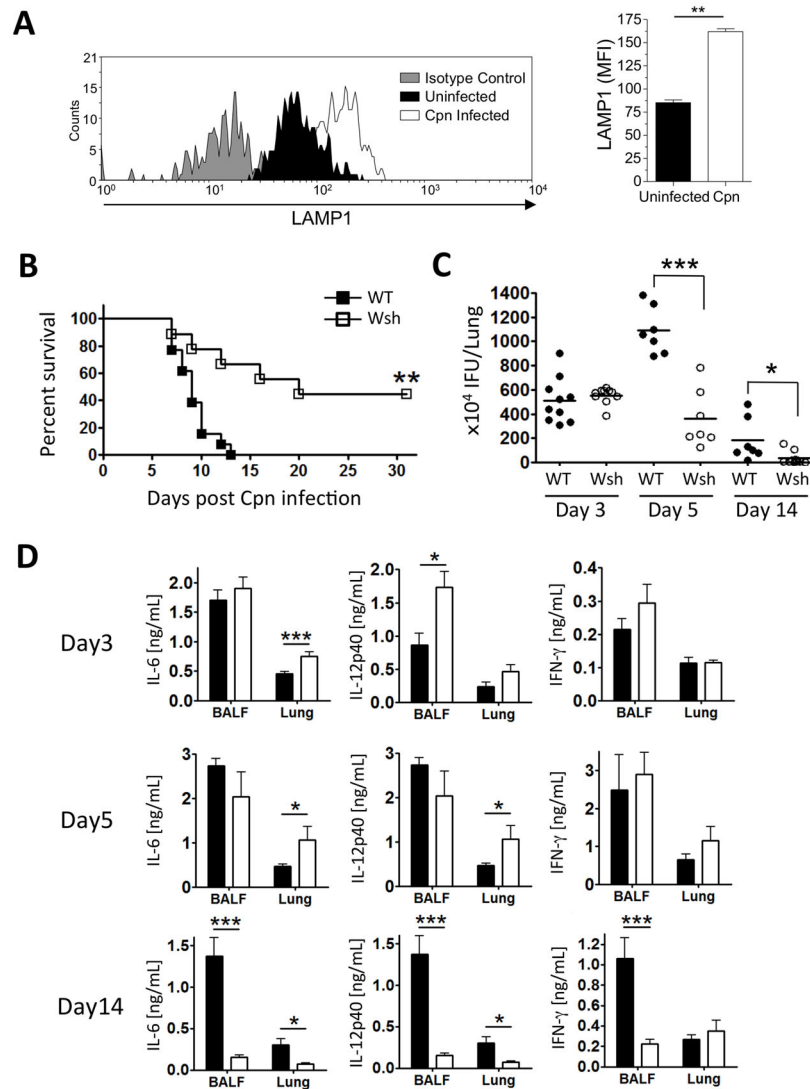 A
21
15
10
5
0
Counts
Isotype Control
Uninfected
Cpn Infected
10⁰ 10¹ 10² 10³ 10⁴
LAMP1
**
175
150
125
100
75
50
25
0
LAMP1 (MFI)
Uninfected Cpn
B
WT
Wsh
100
80
60
40
20
0
Percent survival
**
0 5 10 15 20 25 30
Days post Cpn infection
C
***
*
1400
1200
1000
800
600
400
200
0
x10⁴ IFU/Lung
WT Wsh WT Wsh WT Wsh
Day 3 Day 5 Day 14
D
Day3
IL-6 [ng/mL]
2.0
1.5
1.0
0.5
0.0
***
BALF Lung
IL-12p40 [ng/mL]
2.0
1.5
1.0
0.5
0.0
*
BALF Lung
IFN-γ [ng/mL]
0.4
0.3
0.2
0.1
0.0
BALF Lung
Day5
IL-6 [ng/mL]
3
2
1
0
*
BALF Lung
IL-12p40 [ng/mL]
3
2
1
0
*
BALF Lung
IFN-γ [ng/mL]
3
2
1
0
BALF Lung
Day14
IL-6 [ng/mL]
1.5
1.0
0.5
0.0
***
*
BALF Lung
IL-12p40 [ng/mL]
1.5
1.0
0.5
0.0
***
*
BALF Lung
IFN-γ [ng/mL]
1.2
1.0
0.8
0.6
0.4
0.2
0.0
***
BALF Lung